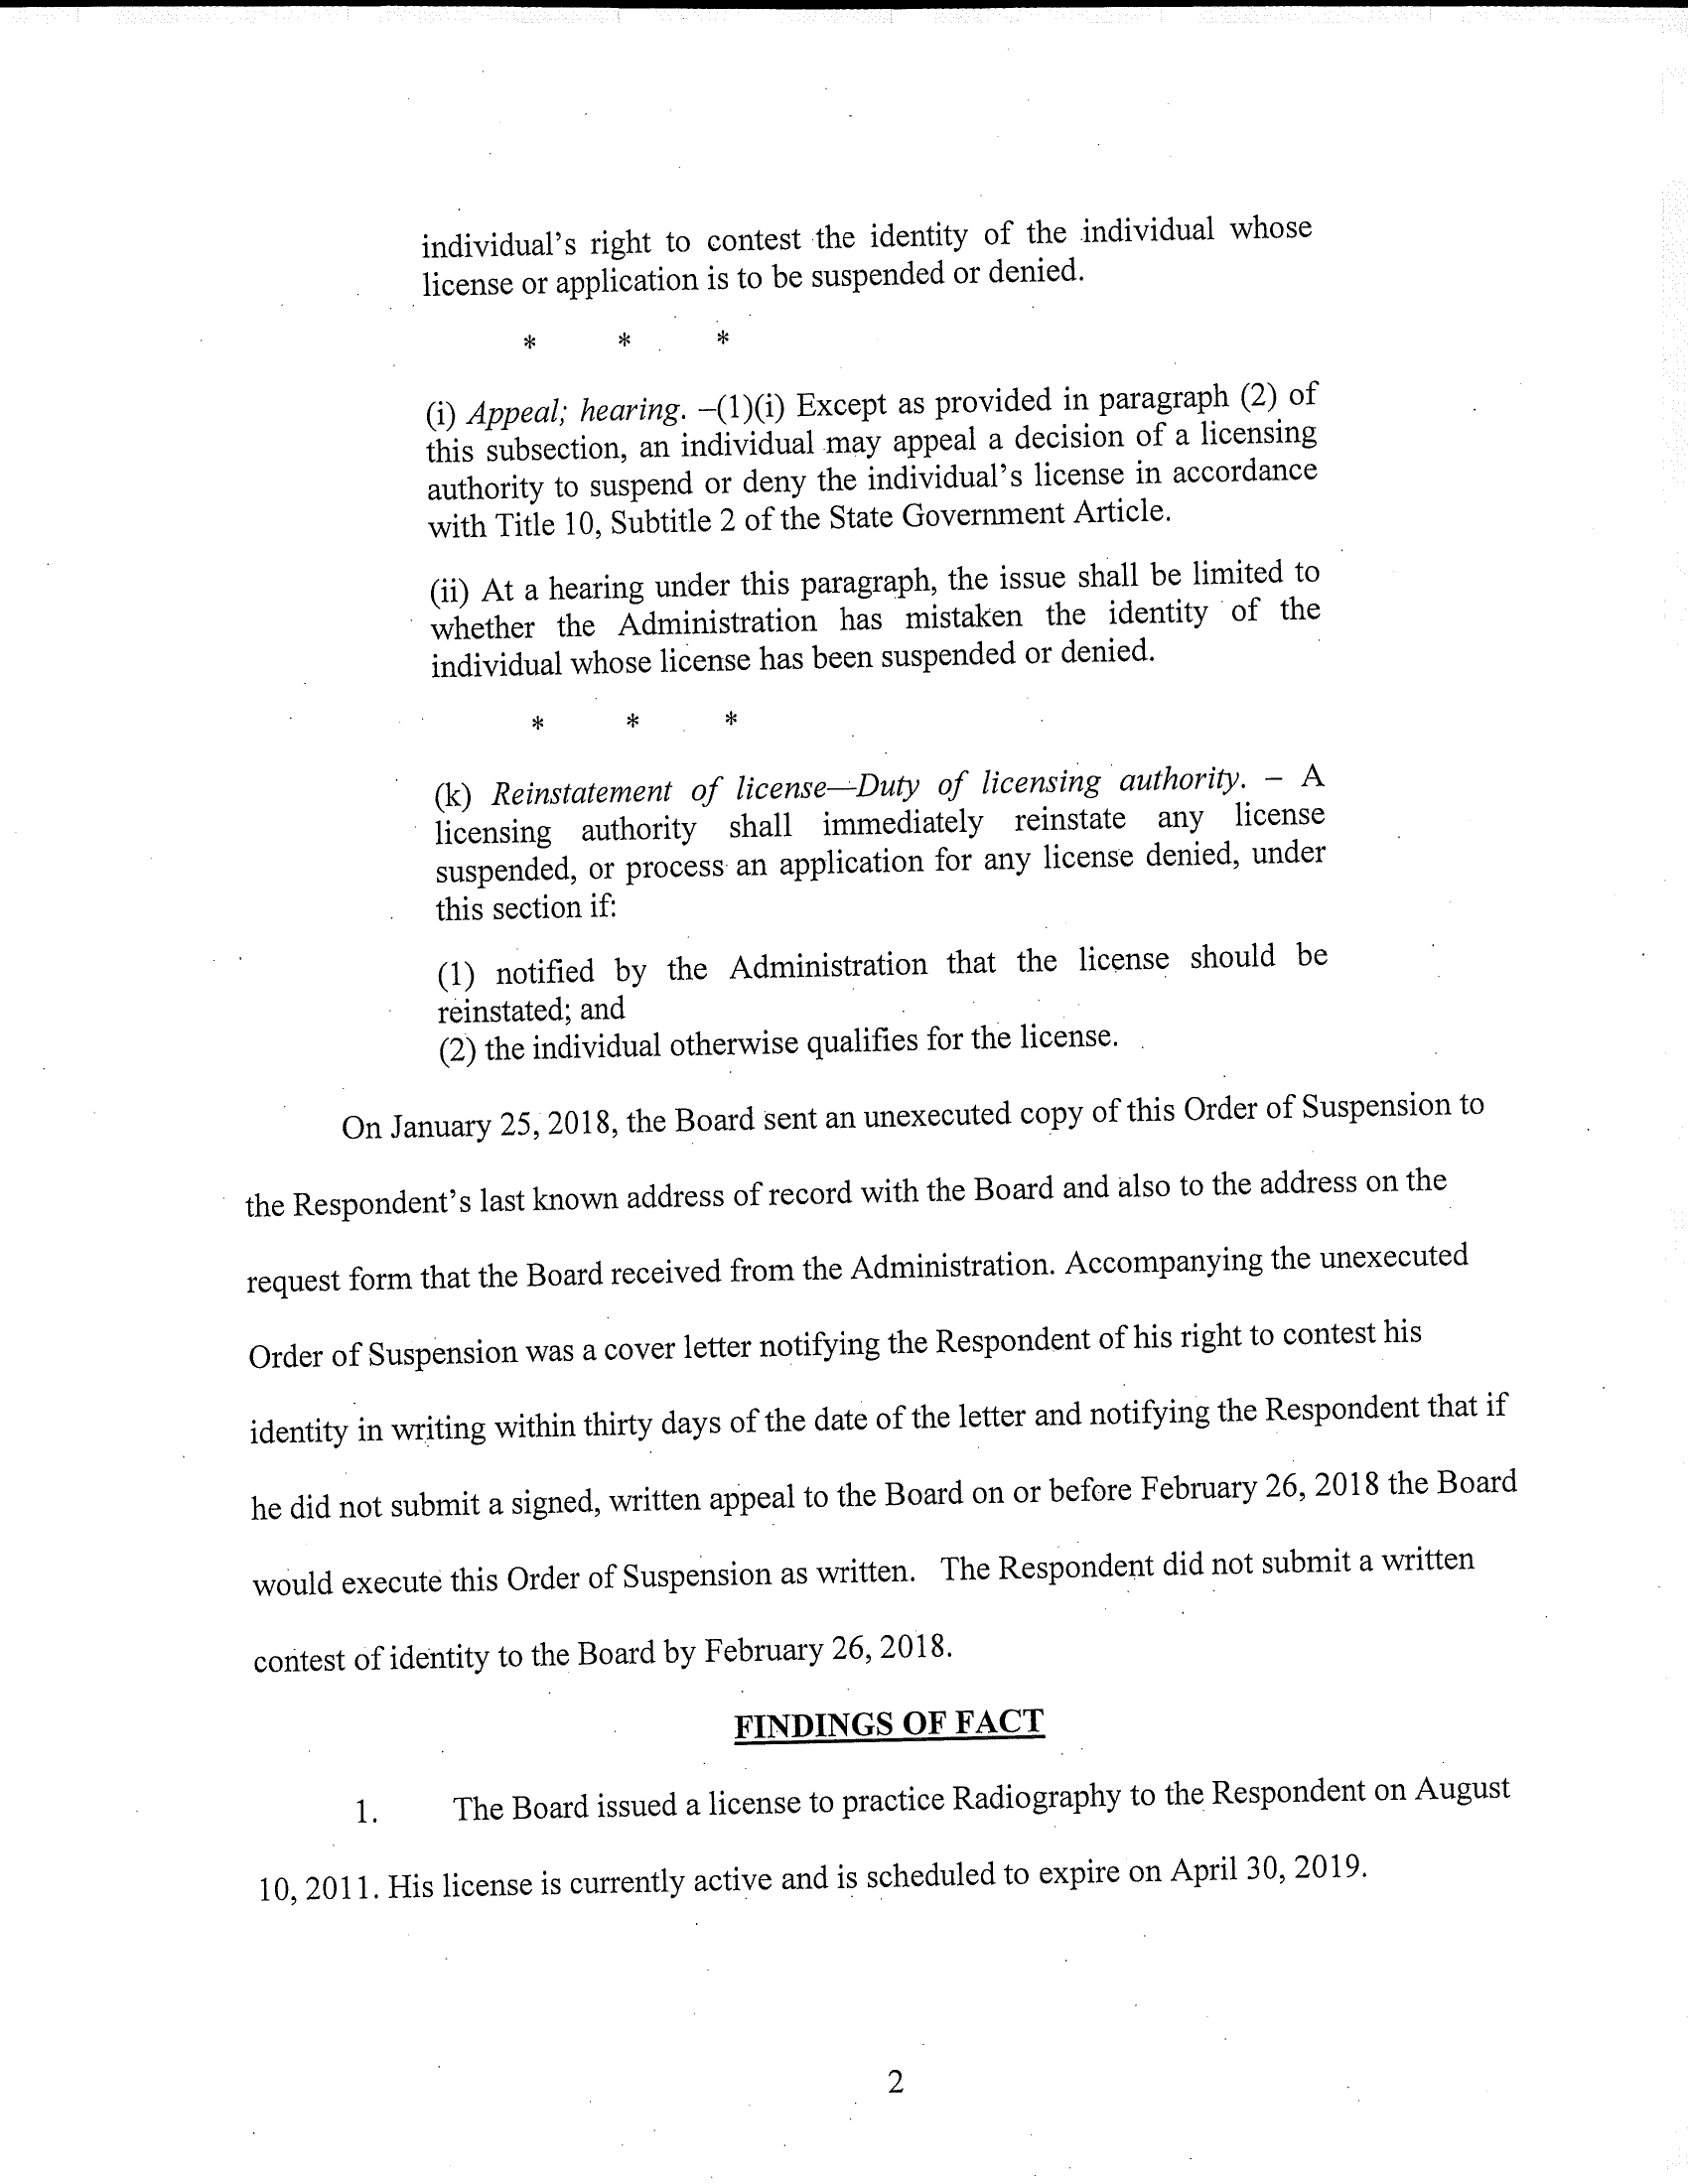 individual's right to contest the identity of the individual whose
license or application is to be suspended or denied.
* * *
(i) Appeal; hearing. –(1)(i) Except as provided in paragraph (2) of
this subsection, an individual may appeal a decision of a licensing
authority to suspend or deny the individual's license in accordance
with Title 10, Subtitle 2 of the State Government Article.
(ii) At a hearing under this paragraph, the issue shall be limited to
whether the Administration has mistaken the identity of the
individual whose license has been suspended or denied.
* * *
(k) Reinstatement of license—Duty of licensing authority. – A
licensing authority shall immediately reinstate any license
suspended, or process an application for any license denied, under
this section if:
(1) notified by the Administration that the license should be
reinstated; and
(2) the individual otherwise qualifies for the license.
On January 25, 2018, the Board sent an unexecuted copy of this Order of Suspension to
the Respondent's last known address of record with the Board and also to the address on the
request form that the Board received from the Administration. Accompanying the unexecuted
Order of Suspension was a cover letter notifying the Respondent of his right to contest his
identity in writing within thirty days of the date of the letter and notifying the Respondent that if
he did not submit a signed, written appeal to the Board on or before February 26, 2018 the Board
would execute this Order of Suspension as written. The Respondent did not submit a written
contest of identity to the Board by February 26, 2018.
FINDINGS OF FACT
1. The Board issued a license to practice Radiography to the Respondent on August
10, 2011. His license is currently active and is scheduled to expire on April 30, 2019.
2